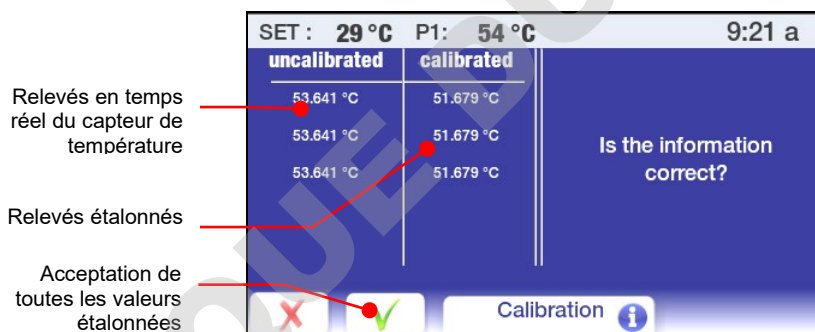 SET : 29 °C P1: 54 °C 9:21 a
uncalibrated calibrated
Relevés en temps
réel du capteur de
température
53.641 °C 51.679 °C
53.641 °C 51.679 °C
53.641 °C 51.679 °C
Is the information
correct?
Relevés étalonnés
Acceptation de
toutes les valeurs
étalonnées
Calibration i
QUE DU